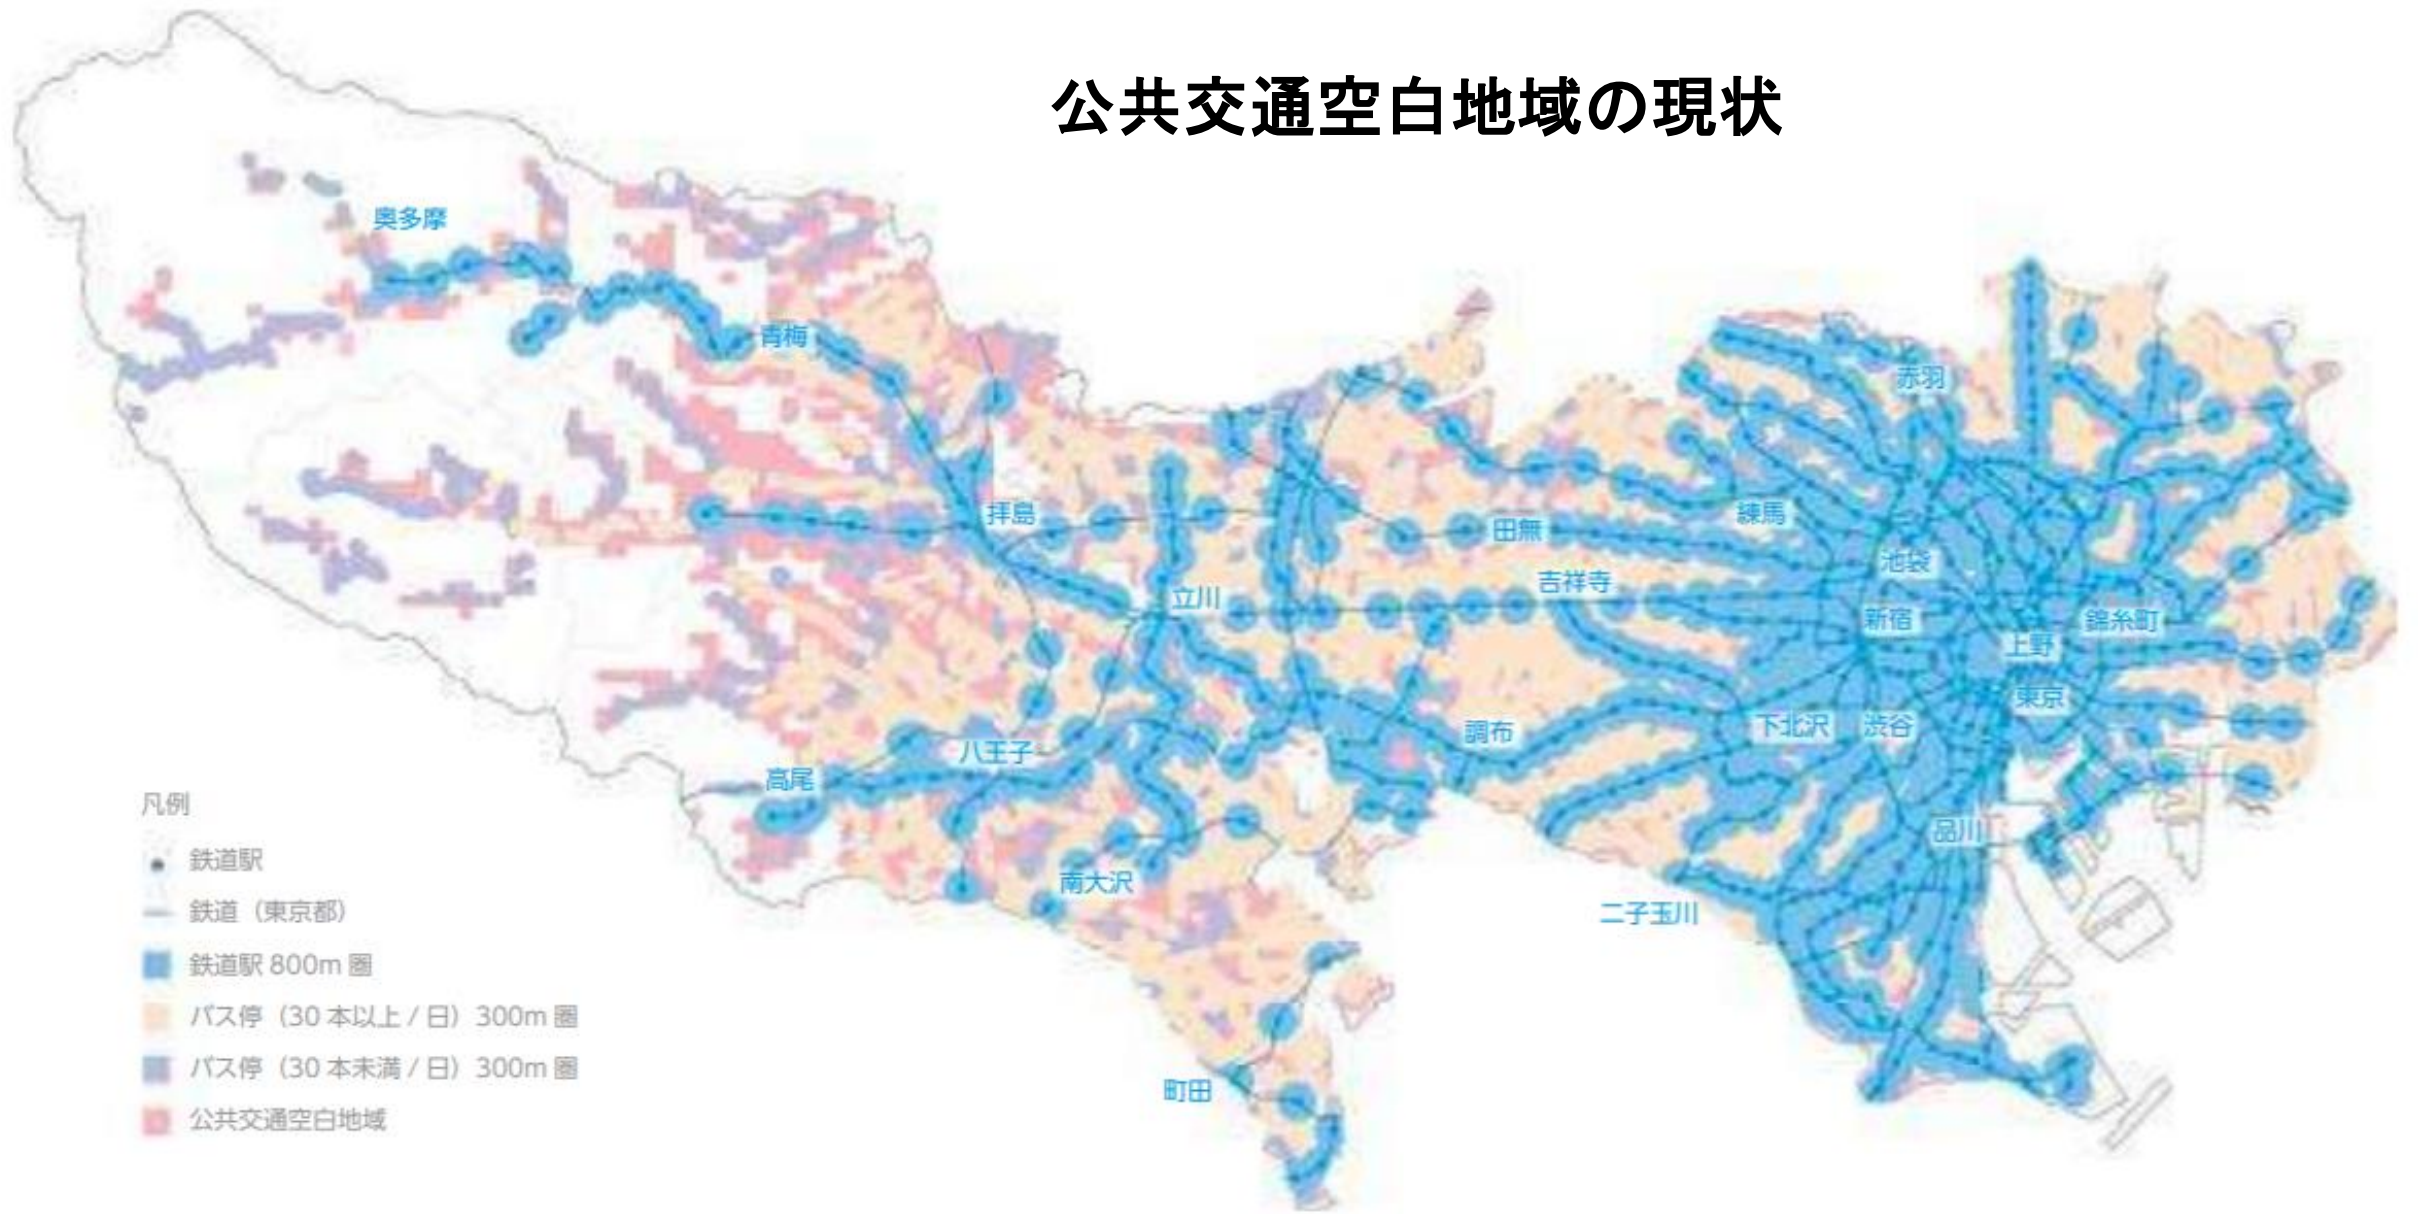 公共交通空白地域の現状
奥多摩
青梅
赤羽
拝島
田無
練馬
池袋
立川
吉祥寺
新宿
錦糸町
上野
東京
調布
下北沢
渋谷
八王子
高尾
品川
南大沢
二子玉川
町田
凡例
鉄道駅
鉄道（東京都）
鉄道駅 800m 圏
バス停（30 本以上 / 日）300m 圏
バス停（30 本未満 / 日）300m 圏
公共交通空白地域